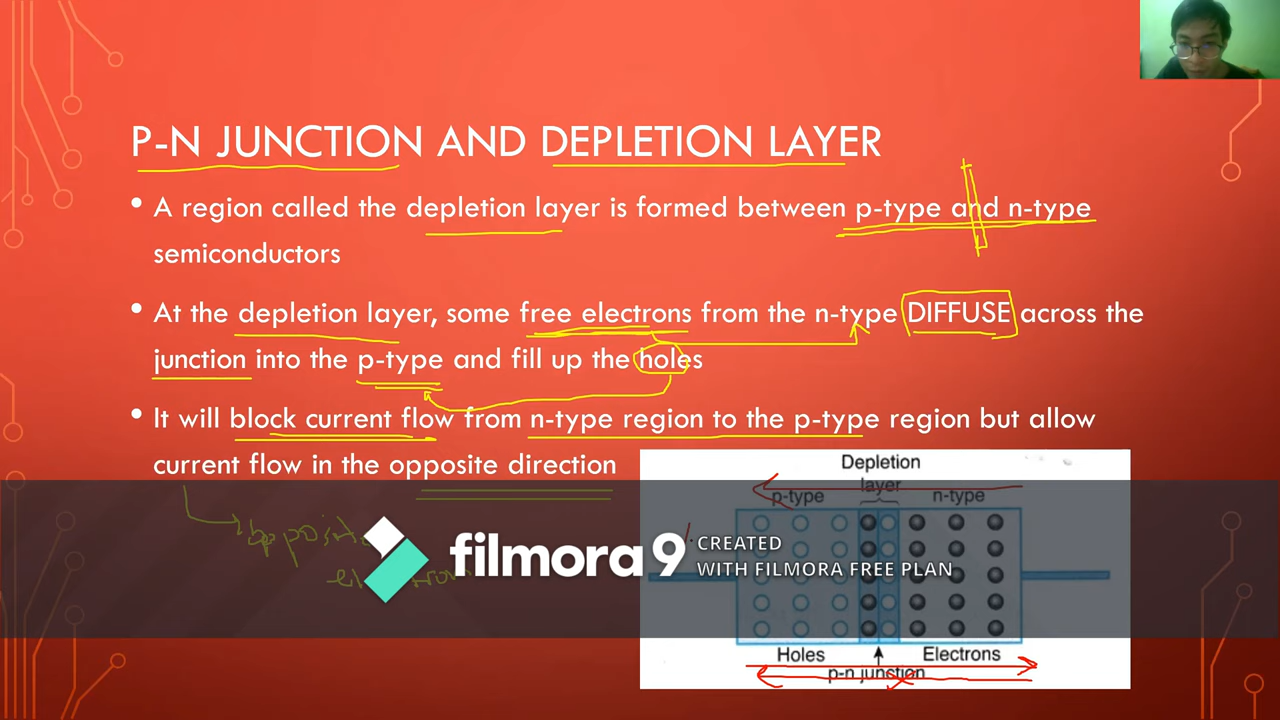 P-N JUNCTION AND DEPLETION LAYER
• A region called the depletion layer is formed between p-type and n-type
semiconductors
• At the depletion layer, some free electrons from the n-type DIFFUSE across the
junction into the p-type and fill up the holes
• It will block current flow from n-type region to the p-type region but allow
current flow in the opposite direction
Depletion
layer
p-type
n-type
filmora9
CREATED
WITH FILMORA FREE PLAN
Holes
Electrons
p-n junction